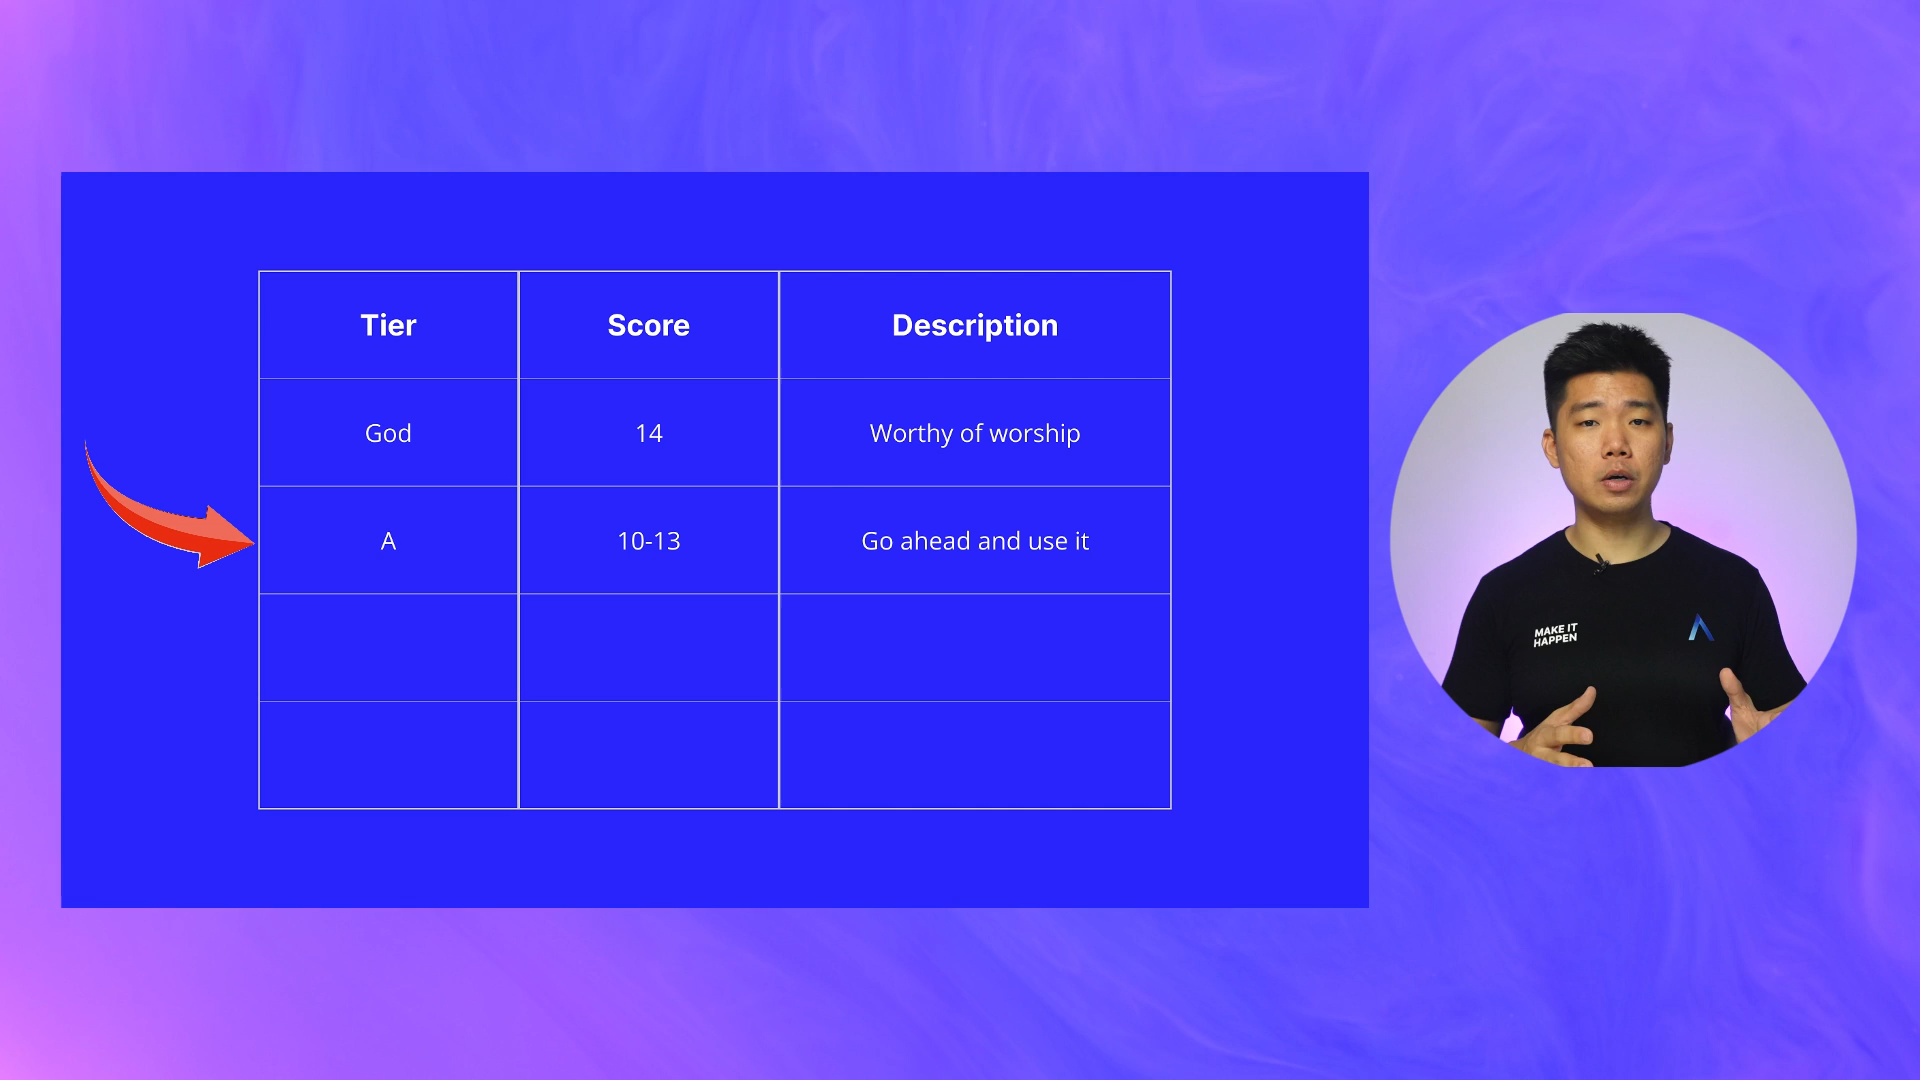 Tier Score Description
God 14 Worthy of worship
A 10-13 Go ahead and use it
MAKE IT
HAPPEN